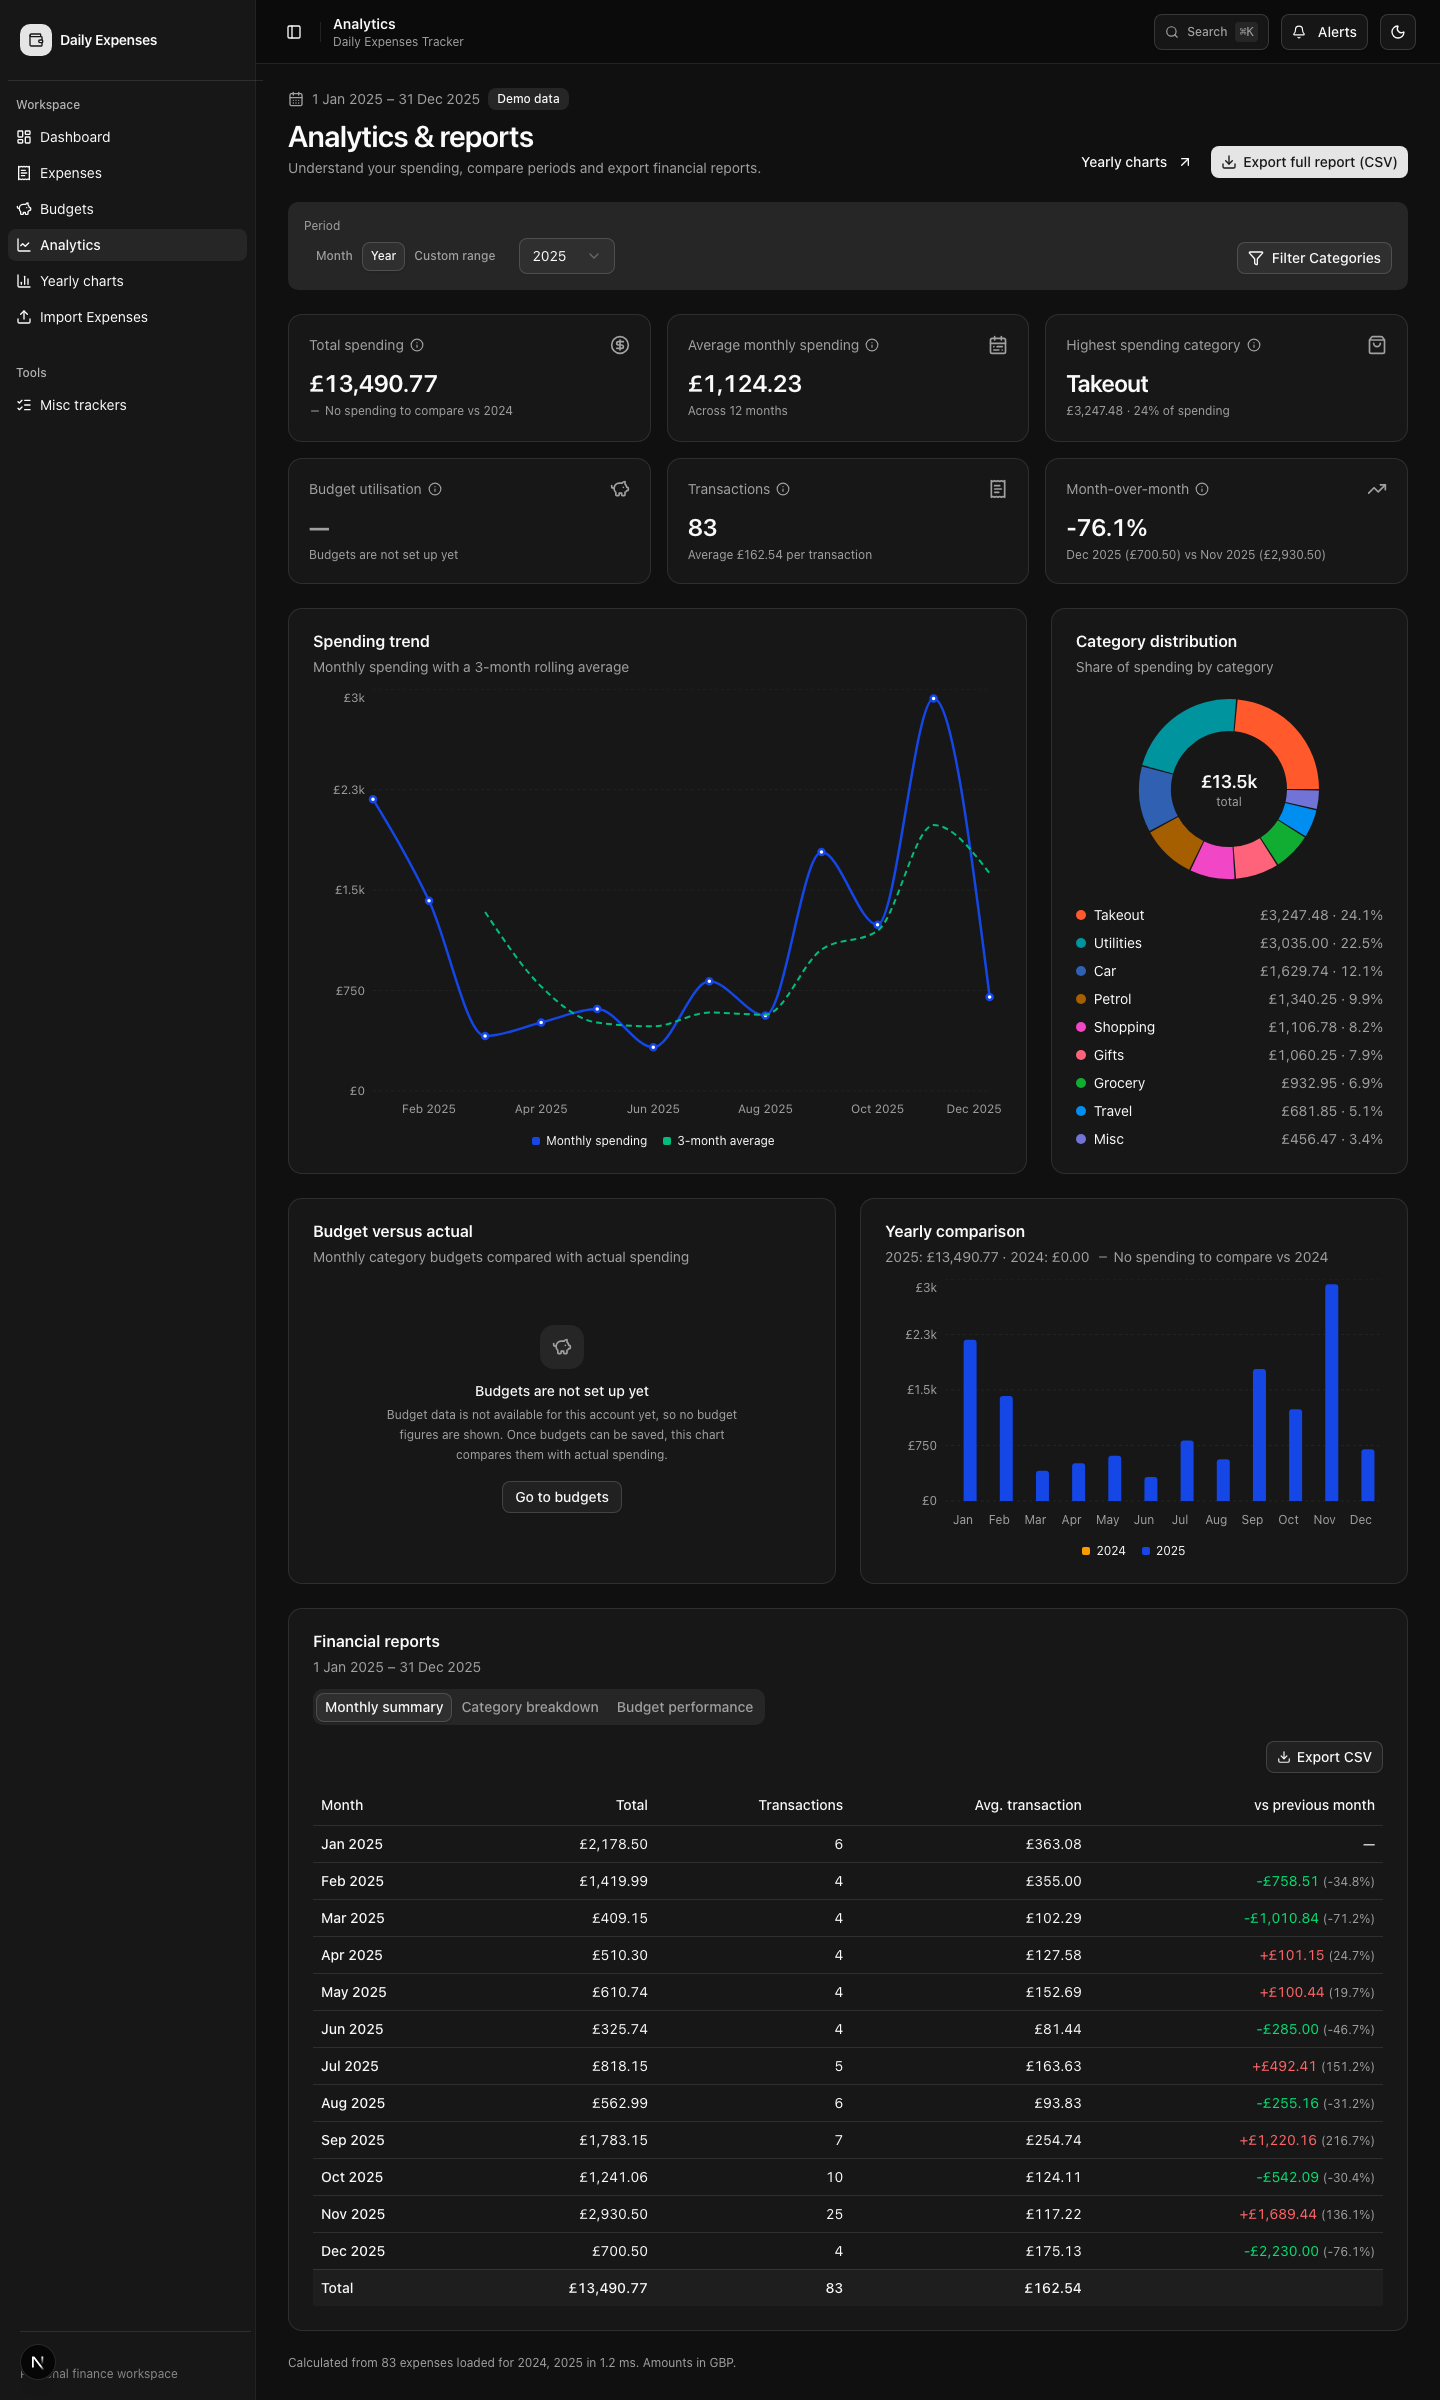 Daily Expenses
Workspace
Dashboard
Expenses
Budgets
Analytics
Yearly charts
Import Expenses
Tools
Misc trackers
nal finance workspace
Analytics
Daily Expenses Tracker
Search ⌘K
Alerts
1 Jan 2025 – 31 Dec 2025 Demo data
Analytics & reports
Understand your spending, compare periods and export financial reports.
Yearly charts
Export full report (CSV)
Period
Month Year Custom range 2025
Filter Categories
Total spending
£13,490.77
— No spending to compare vs 2024
Average monthly spending
£1,124.23
Across 12 months
Highest spending category
Takeout
£3,247.48 · 24% of spending
Budget utilisation
—
Budgets are not set up yet
Transactions
83
Average £162.54 per transaction
Month-over-month
-76.1%
Dec 2025 (£700.50) vs Nov 2025 (£2,930.50)
Spending trend
Monthly spending with a 3-month rolling average
£3k
£2.3k
£1.5k
£750
£0
Feb 2025 Apr 2025 Jun 2025 Aug 2025 Oct 2025 Dec 2025
Monthly spending 3-month average
Category distribution
Share of spending by category
£13.5k
total
Takeout £3,247.48 · 24.1%
Utilities £3,035.00 · 22.5%
Car £1,629.74 · 12.1%
Petrol £1,340.25 · 9.9%
Shopping £1,106.78 · 8.2%
Gifts £1,060.25 · 7.9%
Grocery £932.95 · 6.9%
Travel £681.85 · 5.1%
Misc £456.47 · 3.4%
Budget versus actual
Monthly category budgets compared with actual spending
Budgets are not set up yet
Budget data is not available for this account yet, so no budget
figures are shown. Once budgets can be saved, this chart
compares them with actual spending.
Go to budgets
Yearly comparison
2025: £13,490.77 · 2024: £0.00 — No spending to compare vs 2024
£3k
£2.3k
£1.5k
£750
£0
Jan Feb Mar Apr May Jun Jul Aug Sep Oct Nov Dec
2024 2025
Financial reports
1 Jan 2025 – 31 Dec 2025
Monthly summary Category breakdown Budget performance
Export CSV
Month Total Transactions Avg. transaction vs previous month
Jan 2025 £2,178.50 6 £363.08 —
Feb 2025 £1,419.99 4 £355.00 -£758.51 (-34.8%)
Mar 2025 £409.15 4 £102.29 -£1,010.84 (-71.2%)
Apr 2025 £510.30 4 £127.58 +£101.15 (24.7%)
May 2025 £610.74 4 £152.69 +£100.44 (19.7%)
Jun 2025 £325.74 4 £81.44 -£285.00 (-46.7%)
Jul 2025 £818.15 5 £163.63 +£492.41 (151.2%)
Aug 2025 £562.99 6 £93.83 -£255.16 (-31.2%)
Sep 2025 £1,783.15 7 £254.74 +£1,220.16 (216.7%)
Oct 2025 £1,241.06 10 £124.11 -£542.09 (-30.4%)
Nov 2025 £2,930.50 25 £117.22 +£1,689.44 (136.1%)
Dec 2025 £700.50 4 £175.13 -£2,230.00 (-76.1%)
Total £13,490.77 83 £162.54
Calculated from 83 expenses loaded for 2024, 2025 in 1.2 ms. Amounts in GBP.